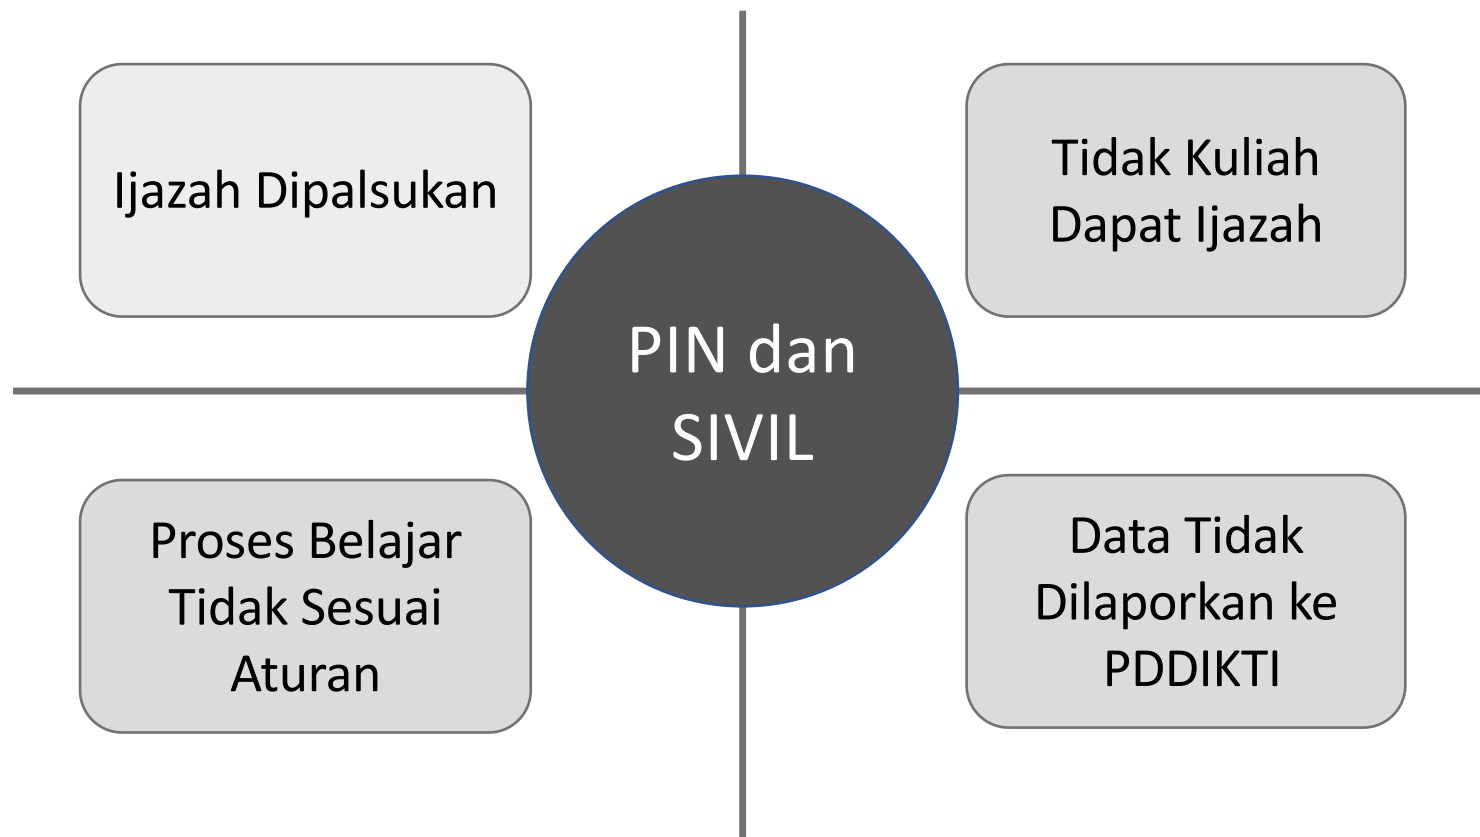 Ijazah Dipalsukan
Tidak Kuliah
Dapat Ijazah
PIN dan
SIVIL
Proses Belajar
Tidak Sesuai
Aturan
Data Tidak
Dilaporkan ke
PDDIKTI